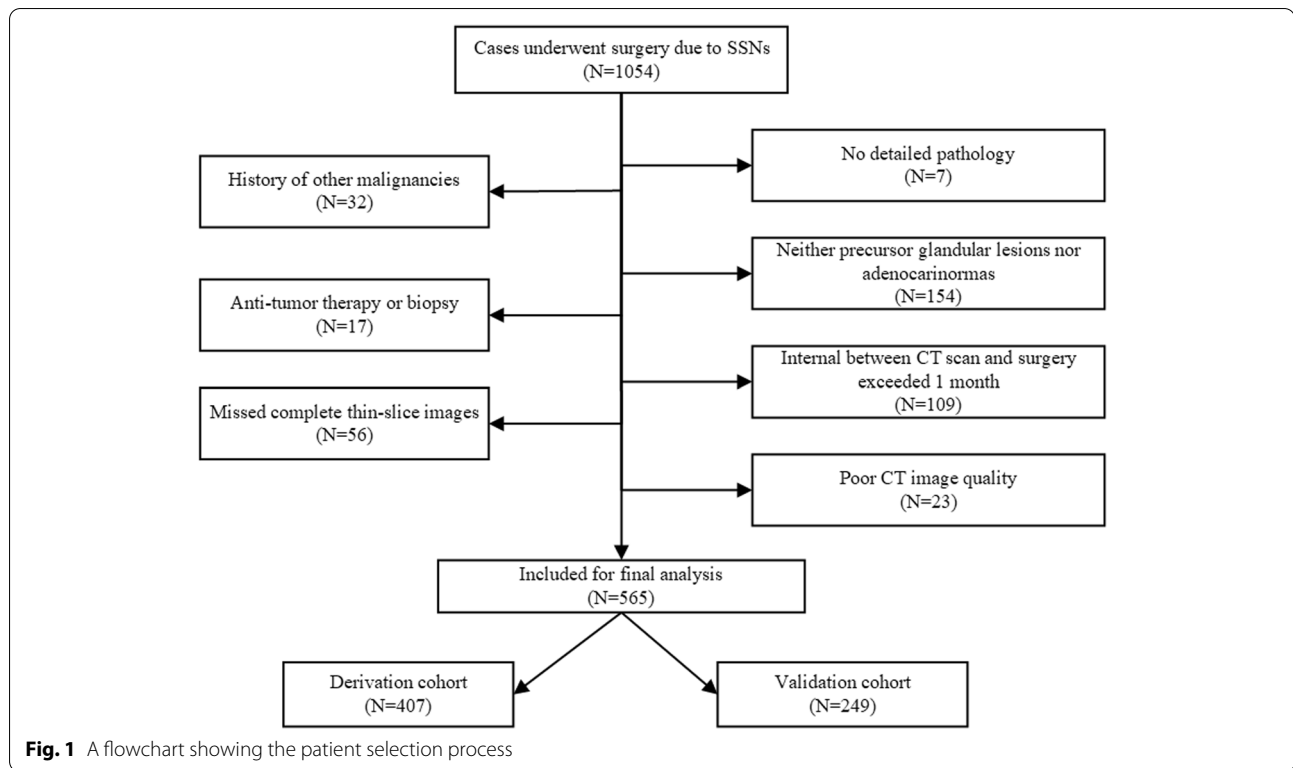 Cases underwent surgery due to SSNs
(N=1054)
No detailed pathology
(N=7)
History of other malignancies
(N=32)
Neither precursor glandular lesions nor
adenocarinormas
(N=154)
Anti-tumor therapy or biopsy
(N=17)
Internal between CT scan and surgery
exceeded 1 month
(N=109)
Missed complete thin-slice images
(N=56)
Poor CT image quality
(N=23)
Included for final analysis
(N=565)
Derivation cohort
(N=407)
Validation cohort
(N=249)
Fig. 1 A flowchart showing the patient selection process